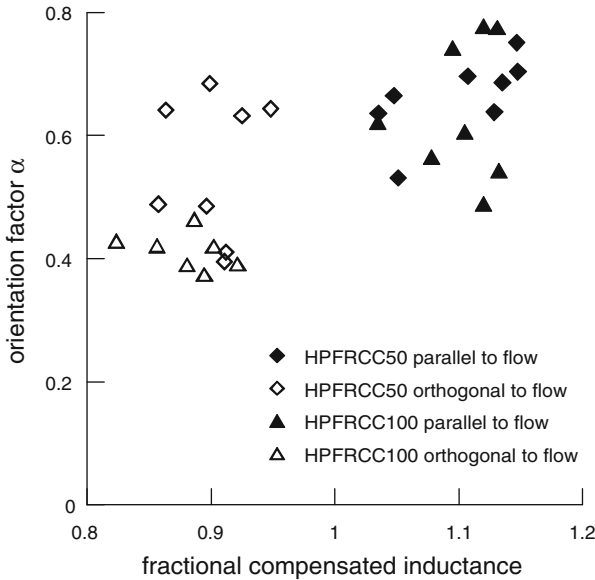 0.8
0.6
0.4
0.2
0
orientation factor α
HPFRCC50 parallel to flow
HPFRCC50 orthogonal to flow
HPFRCC100 parallel to flow
HPFRCC100 orthogonal to flow
0.8 0.9 1 1.1 1.2
fractional compensated inductance